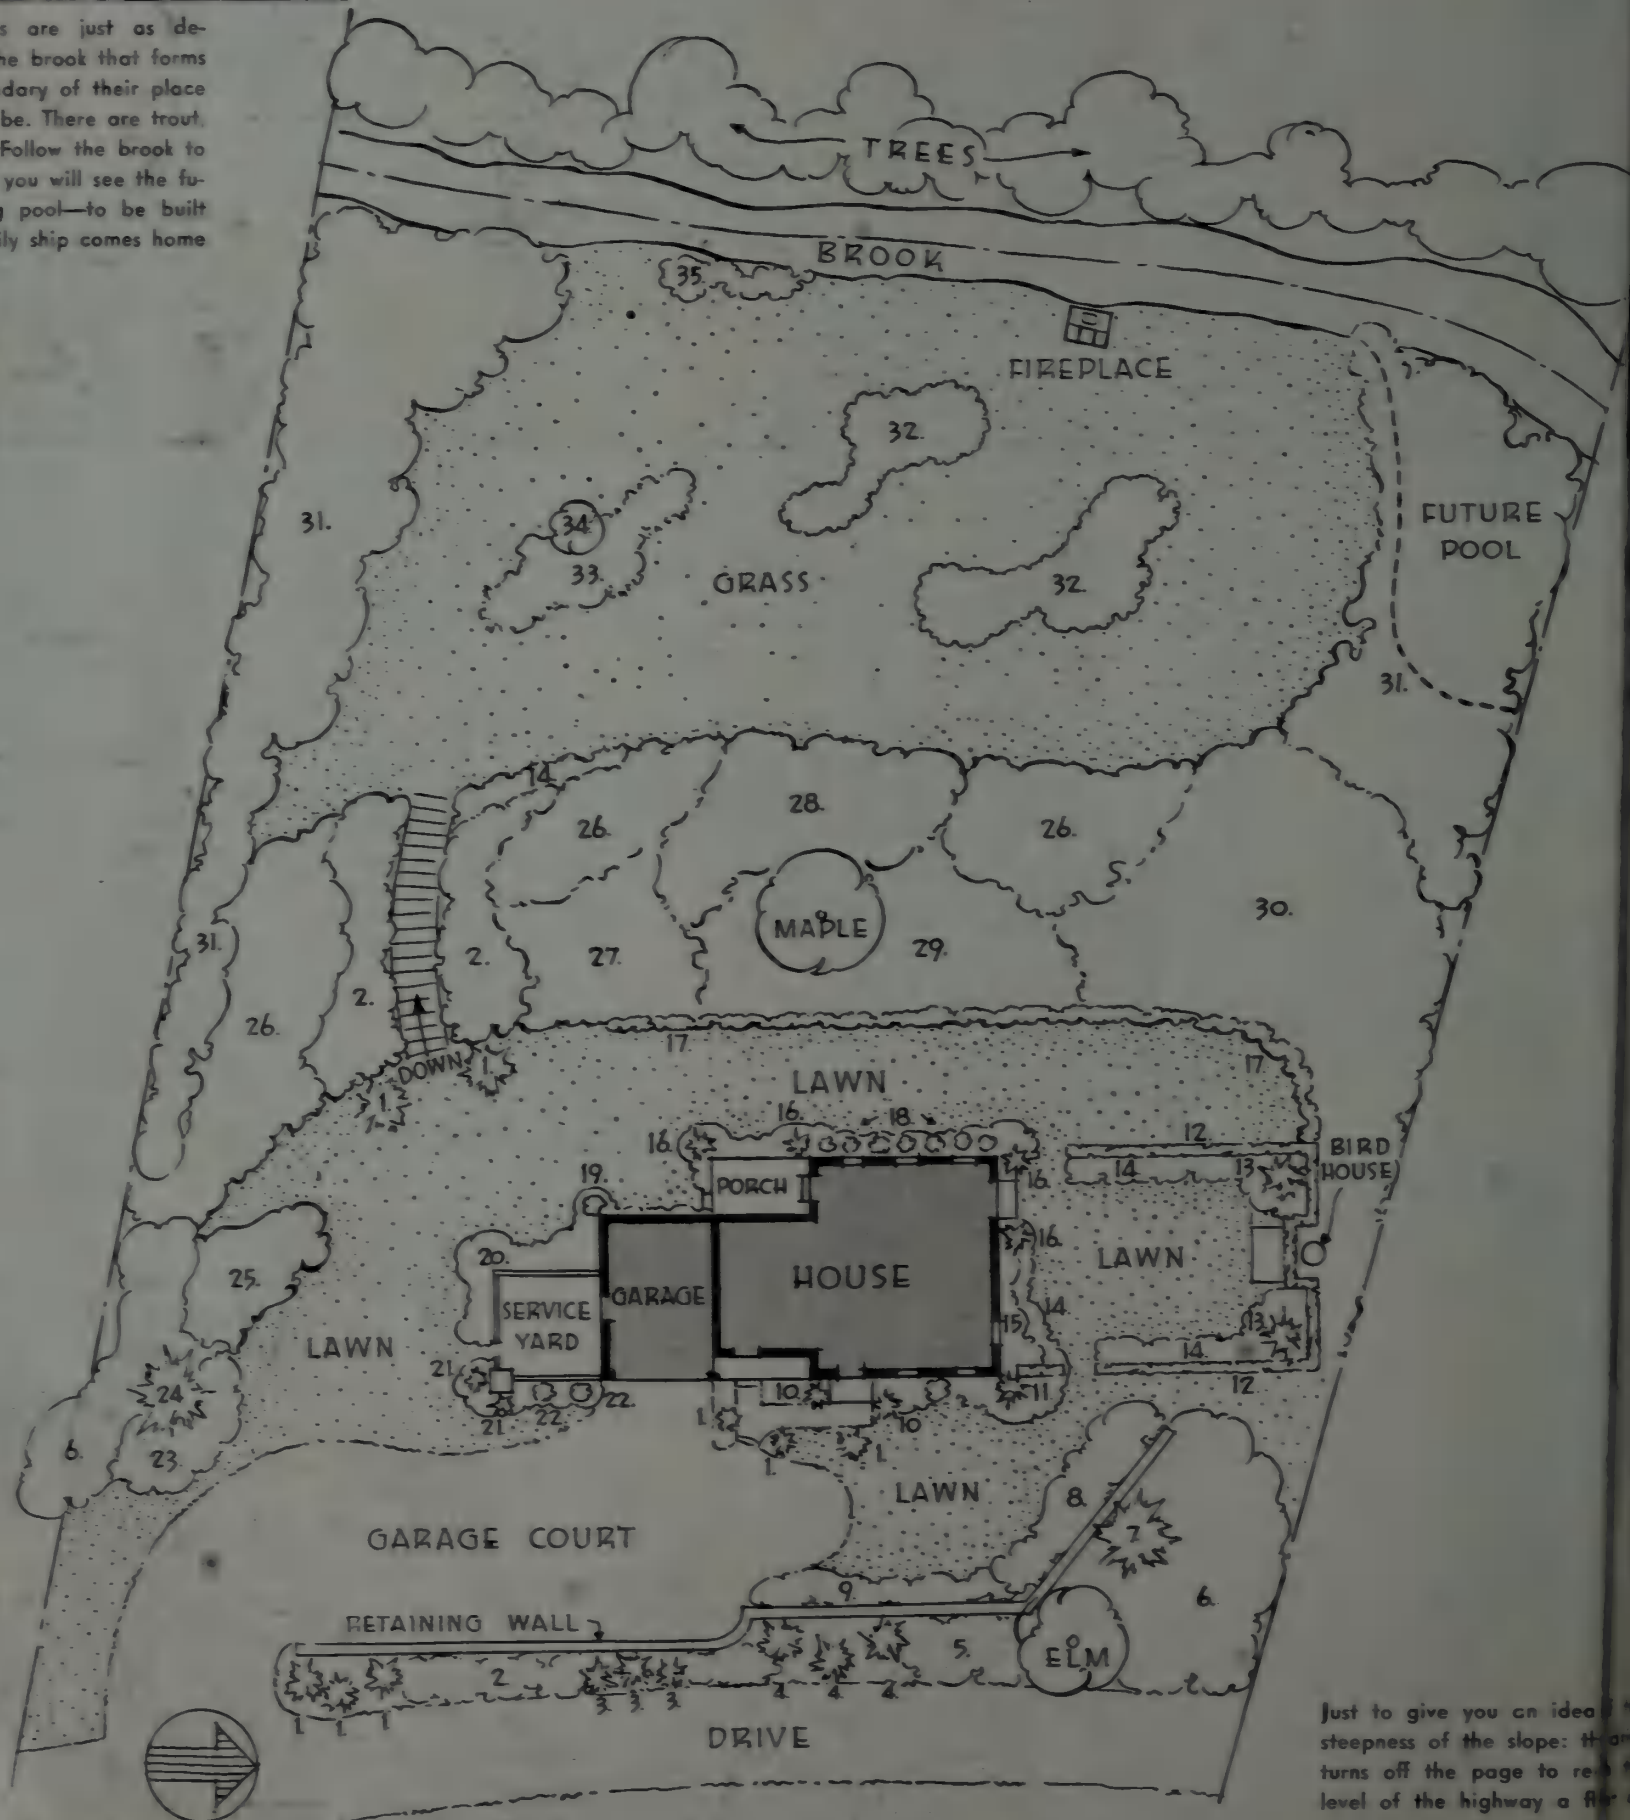 s are just as de-
he brook that forms
dary of their place
be. There are trout.
Follow the brook to
you will see the fu-
pool—to be built
ily ship comes home
TREES
BROOK
35.
FIREPLACE
32.
31.
34
FUTURE
POOL
33.
GRASS
32.
31.
14.
28.
26.
26.
30.
MAPLE
31.
2.
27.
29.
2.
26.
17.
DOWN
1.
17.
LAWN
1.
16.
18.
12.
BIRD
HOUSE
16.
14.
13.
PORCH
16.
19.
16.
LAWN
20.
HOUSE
25.
GARAGE
SERVICE
YARD
14.
15.
13.
LAWN
14.
7.
21.
24.
10.
11.
12.
22.
22.
21.
1.
10
6.
23.
1.
1.
LAWN
8.
7.
GARAGE COURT
9.
6.
RETAINING WALL
5.
ELM
2.
3. 3. 3.
4. 4. 4.
1. 1. 1.
DRIVE
Just to give you an idea
steepness of the slope:
turns off the page to
level of the highway a